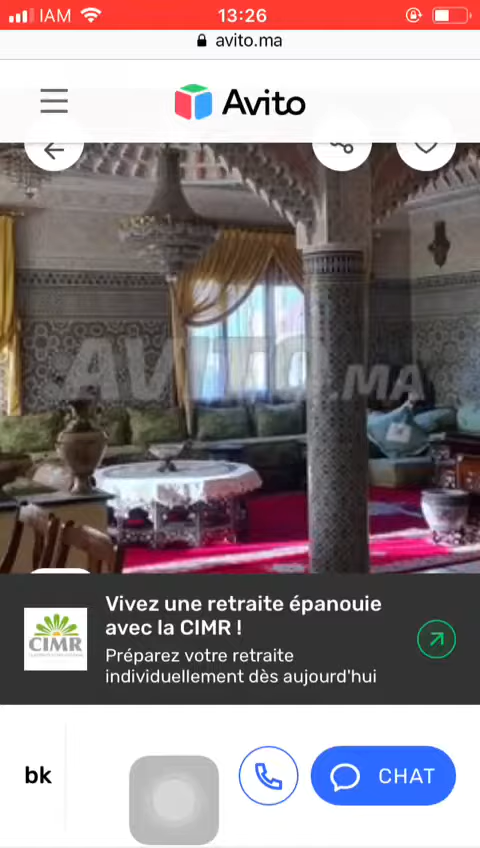 IAM
13:26
avito.ma
Avito
AVITO.MA
Vivez une retraite épanouie
avec la CIMR !
CIMR
Préparez votre retraite
individuellement dès aujourd'hui
bk
CHAT